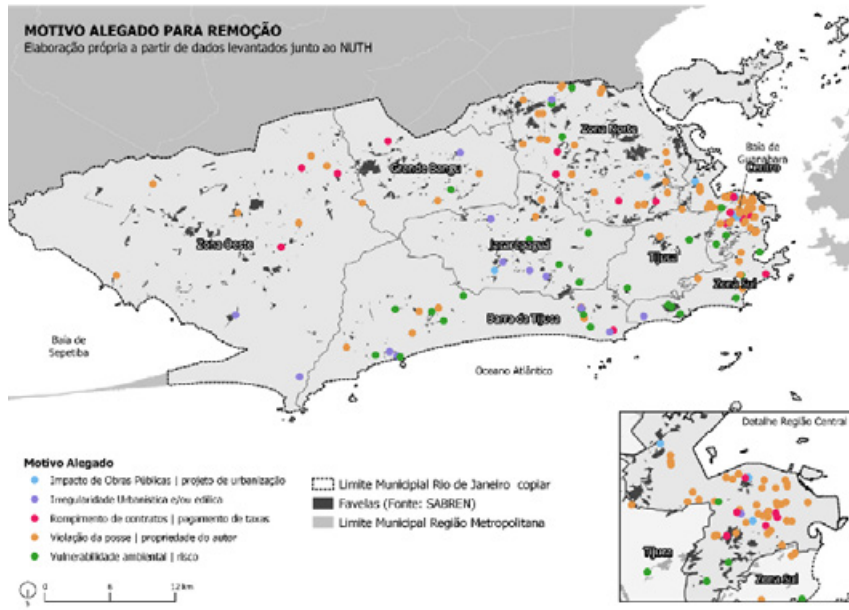 MOTIVO ALEGADO PARA REMOÇÃO
Elaboração própria a partir de dados levantados junto ao NUTH
Zona Norte
Baía de
Guanabara
Centro
Grande Bangu
Zona Oeste
Jacarepaguá
Tijuca
Zona Sul
Barra da Tijuca
Baía de
Sepetiba
Oceano Atlântico
Detalhe Região Central
Tijuca
Zona Sul
Motivo Alegado
Impacto de Obras Públicas | projeto de urbanização
Irregularidade Urbanística e/ou edilícia
Rompimento de contratos | pagamento de taxas
Violação da posse | propriedade do autor
Vulnerabilidade ambiental | risco
Limite Municipial Rio de Janeiro copiar
Favelas (Fonte: SABREN)
Limite Municipal Região Metropolitana
0 6 12 km